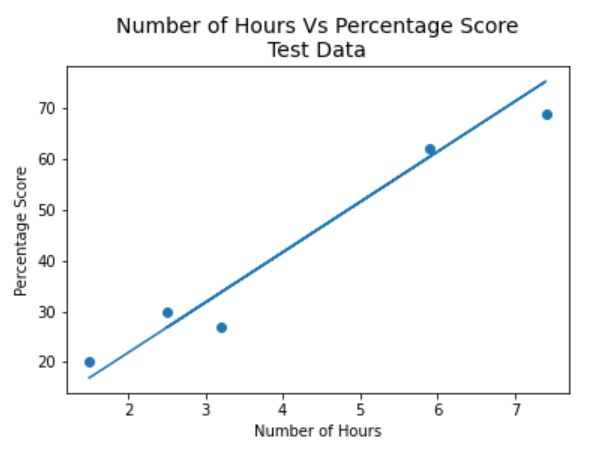 Number of Hours Vs Percentage Score
Test Data
70
60
50
40
30
20
Percentage Score
2 3 4 5 6 7
Number of Hours